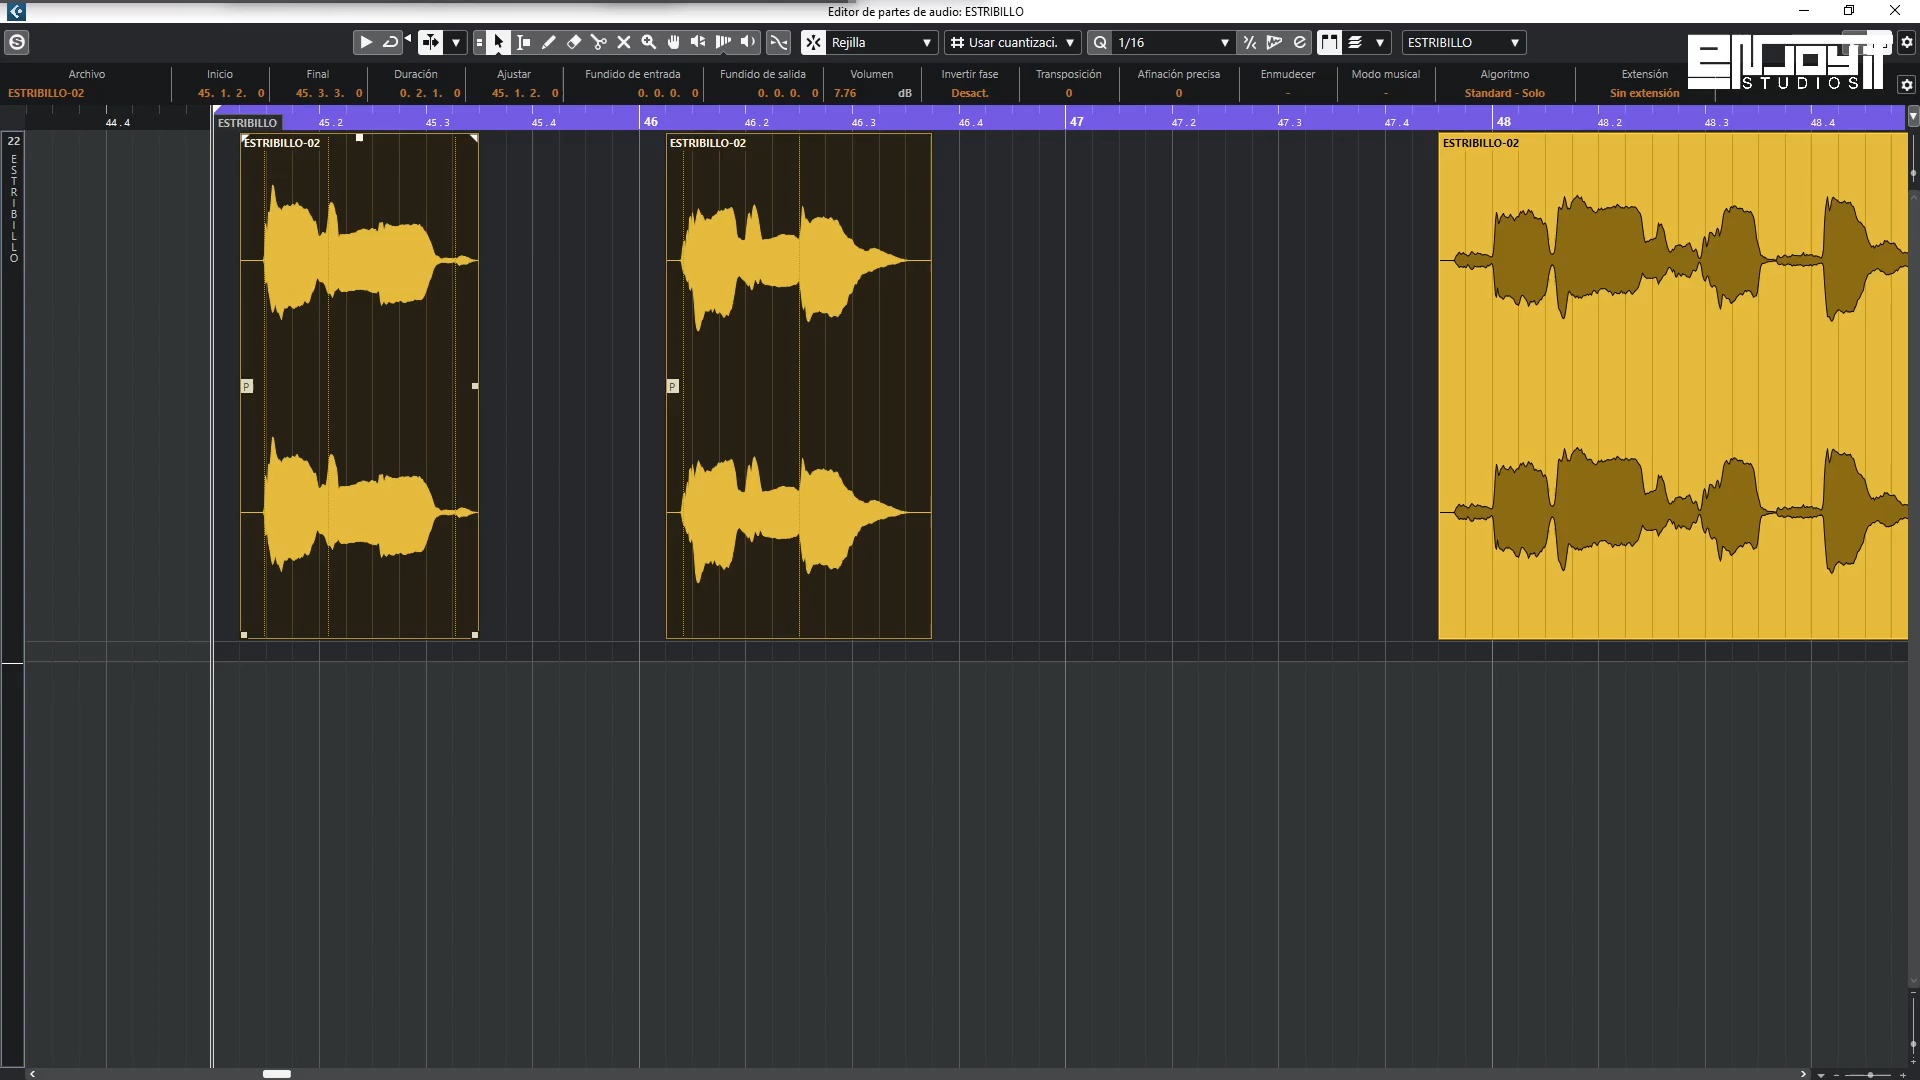 Editor de partes de audio: ESTRIBILLO
S Rejilla Usar cuantizaci. Q 1/16 ESTRIBILLO
ENJOYIT
STUDIOS
Archivo Inicio Final Duración Ajustar Fundido de entrada Fundido de salida Volumen Invertir fase Transposición Afinación precisa Enmudecer Modo musical Algoritmo Extensión
ESTRIBILLO-02 45. 1. 2. 0 45. 3. 3. 0 0. 2. 1. 0 45. 1. 2. 0 0. 0. 0. 0 0. 0. 0. 0 7.76 dB Desact. 0 0 - - Standard - Solo Sin extensión
44.4 ESTRIBILLO 45.2 45.3 45.4 46 46.2 46.3 46.4 47 47.2 47.3 47.4 48 48.2 48.3 48.4
22 ESTRIBILLO-02 ESTRIBILLO-02 ESTRIBILLO-02
ESTRIBILLO
P P